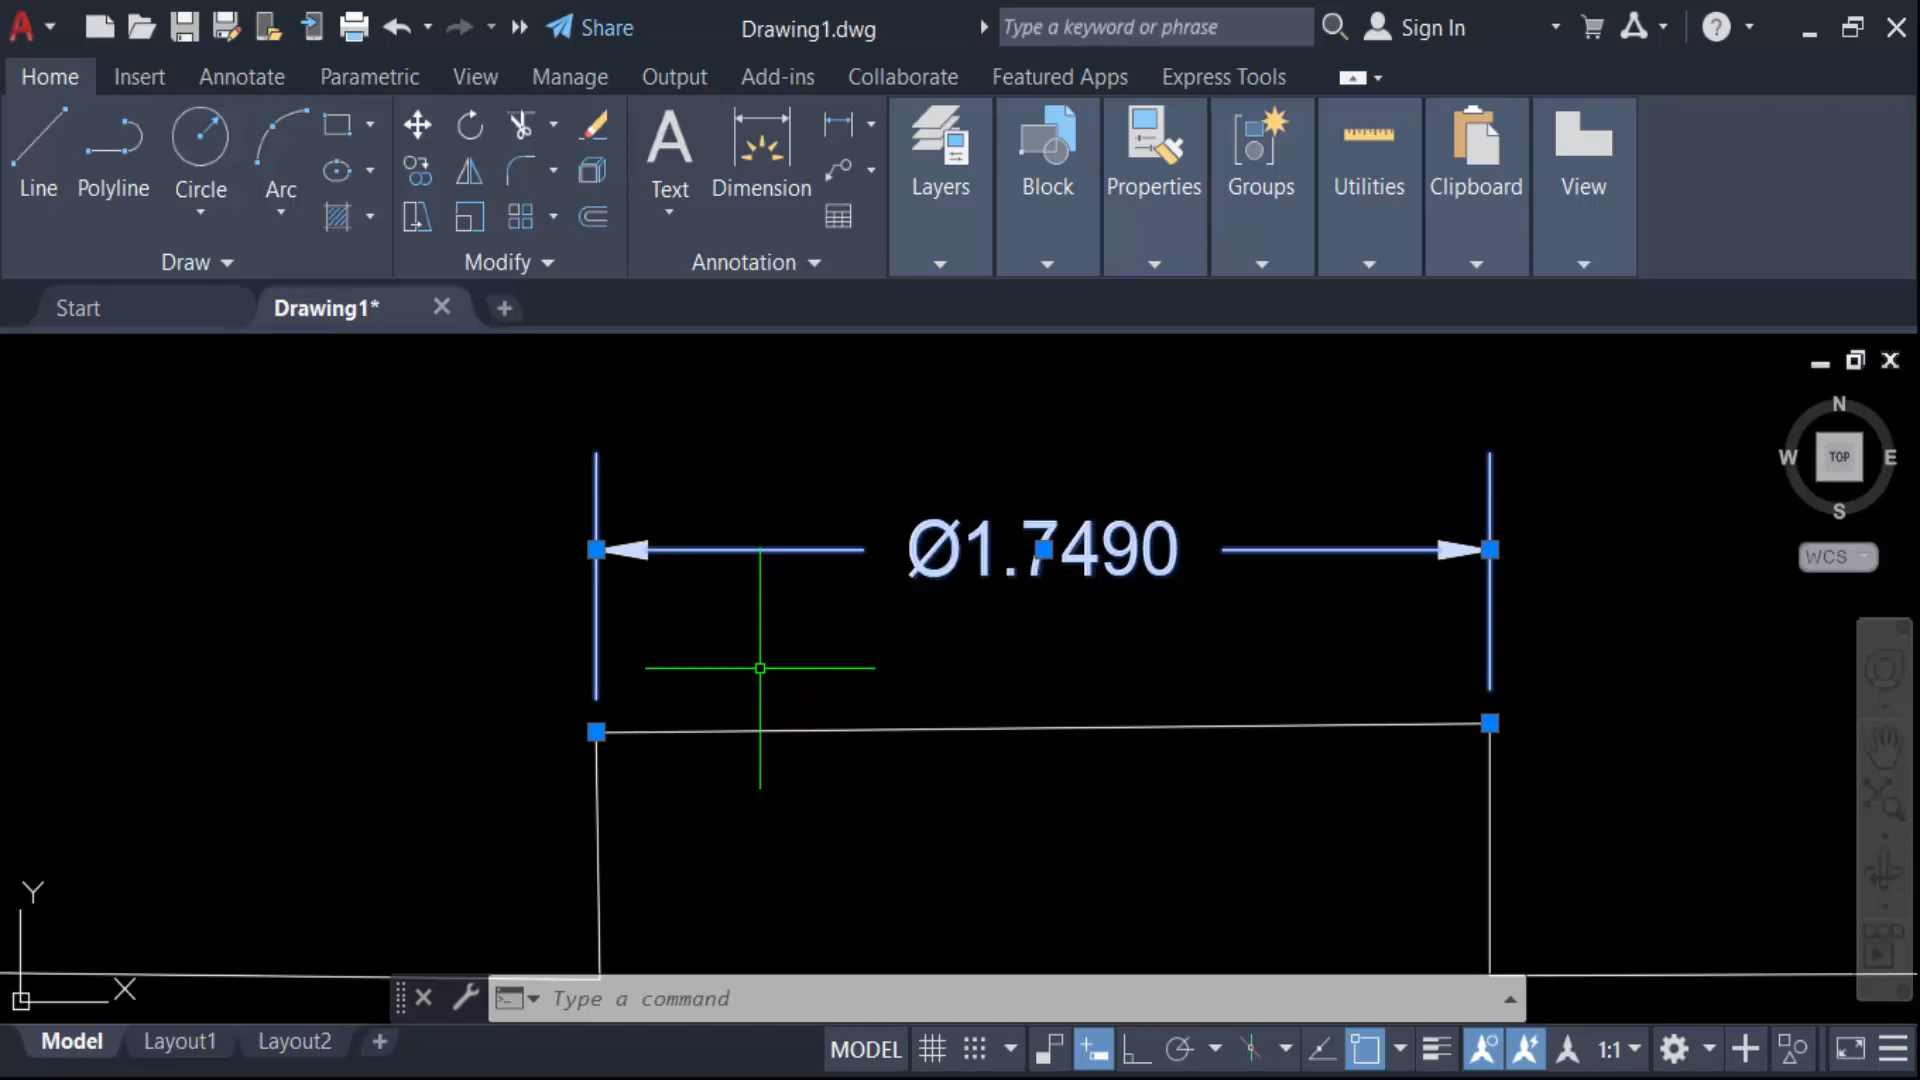 Share
Drawing1.dwg
Type a keyword or phrase
Sign In
Home Insert Annotate Parametric View Manage Output Add-ins Collaborate Featured Apps Express Tools
Line Polyline Circle Arc
Text Dimension
Layers Block Properties Groups Utilities Clipboard View
Draw Modify Annotation
Start Drawing1*
N
W TOP E
S
WCS
Ø1.7490
Y
X
Type a command
Model Layout1 Layout2
MODEL 1:1